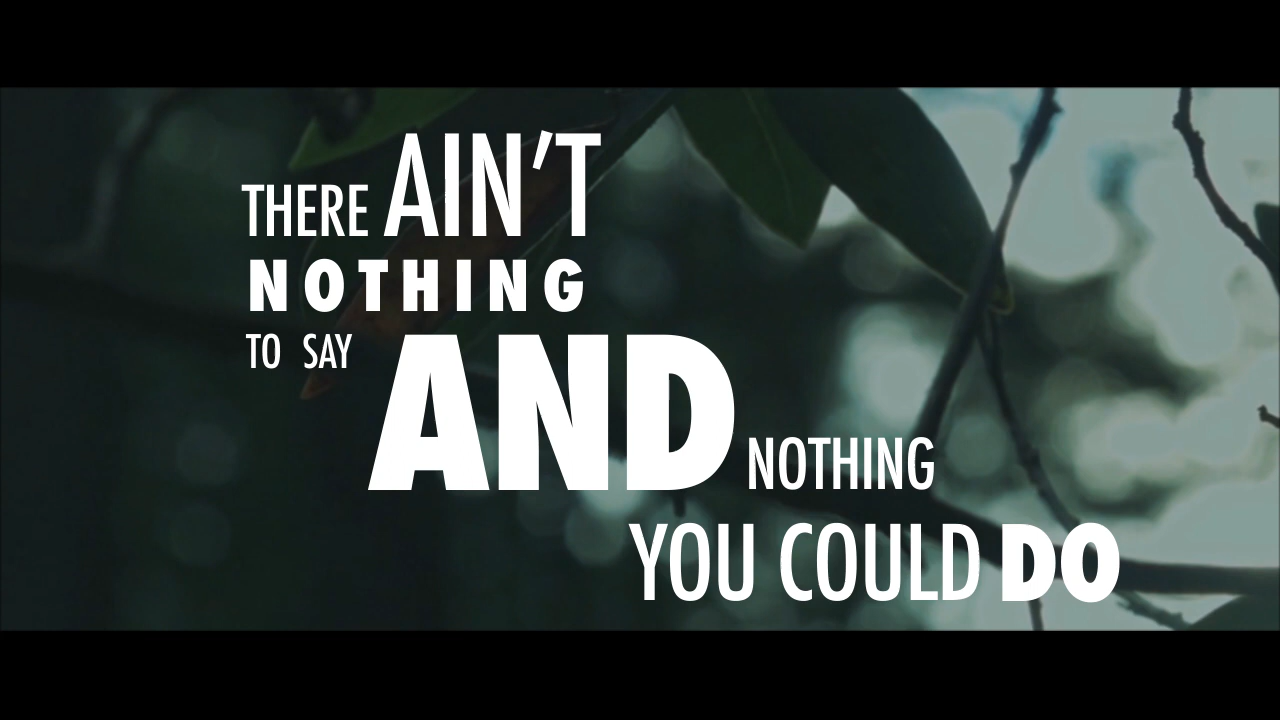 THERE AIN'T
NOTHING
TO SAY AND NOTHING
YOU COULD DO